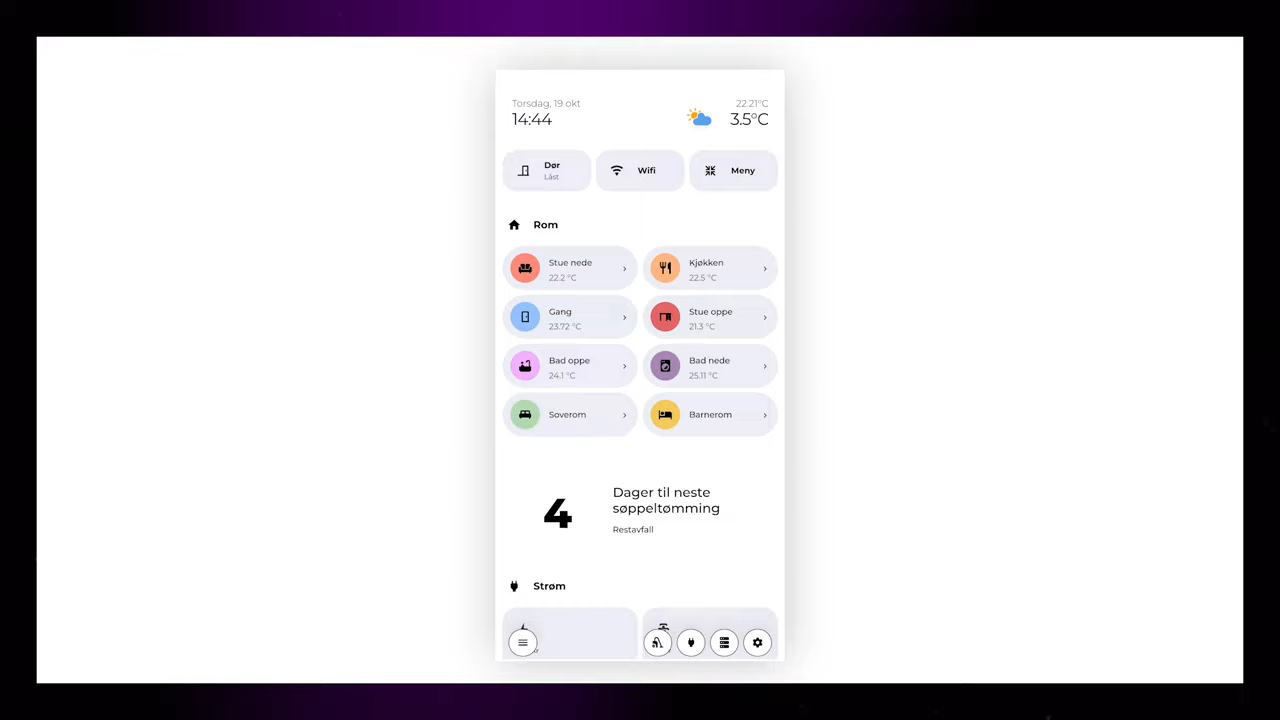 Torsdag, 19 okt
22.21°C
14:44
3.5°C
Dør
Låst
Wifi
Meny
Rom
Stue nede
22.2 °C
Kjøkken
22.5 °C
Gang
23.72 °C
Stue oppe
21.3 °C
Bad oppe
24.1 °C
Bad nede
25.11 °C
Soverom
Barnerom
4
Dager til neste
søppeltømming
Restavfall
Strøm